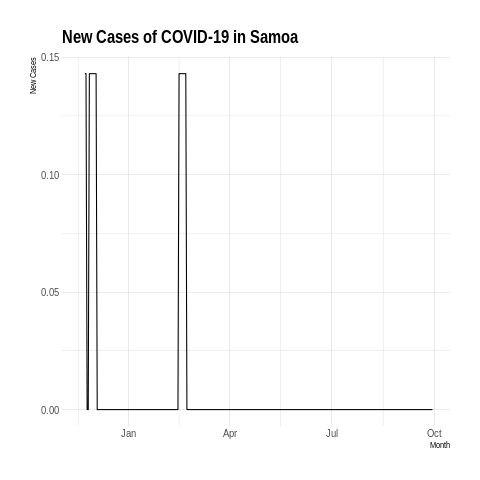 New Cases of COVID-19 in Samoa
New Cases
0.15
0.10
0.05
0.00
Jan Apr Jul Oct
Month